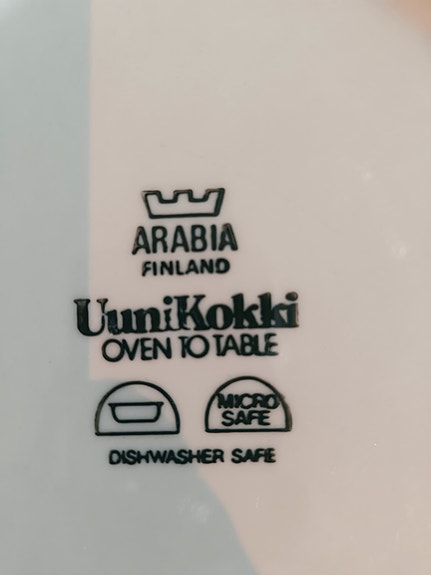 ARABIA
FINLAND
UuniKokki
OVEN TO TABLE
MICRO
SAFE
DISHWASHER SAFE